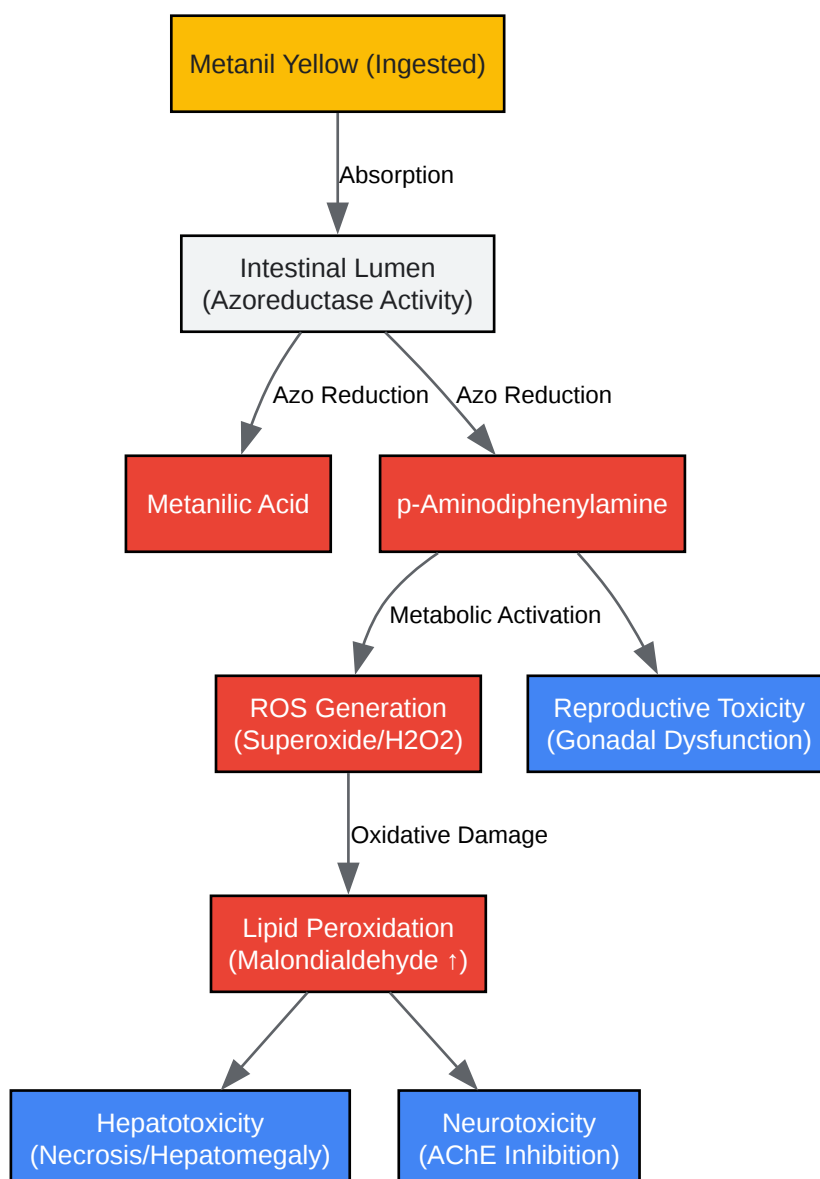 Metanil Yellow (Ingested)
Absorption
Intestinal Lumen
(Azoreductase Activity)
Azo Reduction
Azo Reduction
Metanilic Acid
p-Aminodiphenylamine
Metabolic Activation
ROS Generation
(Superoxide/H2O2)
Reproductive Toxicity
(Gonadal Dysfunction)
Oxidative Damage
Lipid Peroxidation
(Malondialdehyde ↑)
Hepatotoxicity
(Necrosis/Hepatomegaly)
Neurotoxicity
(AChE Inhibition)